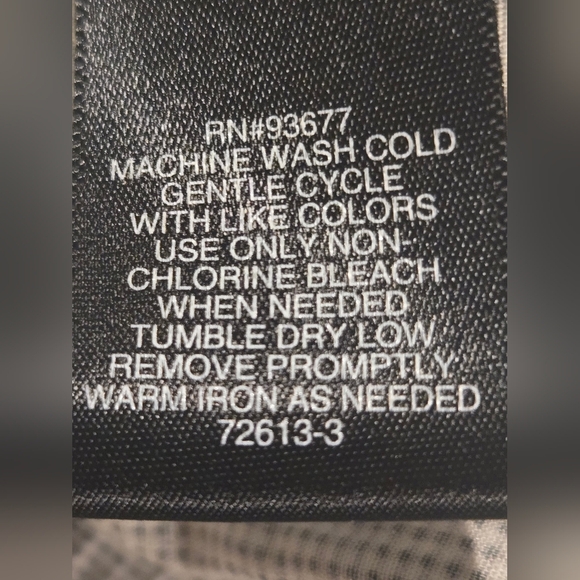 RN#93677
MACHINE WASH COLD
GENTLE CYCLE
WITH LIKE COLORS
USE ONLY NON-
CHLORINE BLEACH
WHEN NEEDED
TUMBLE DRY LOW
REMOVE PROMPTLY
WARM IRON AS NEEDED
72613-3